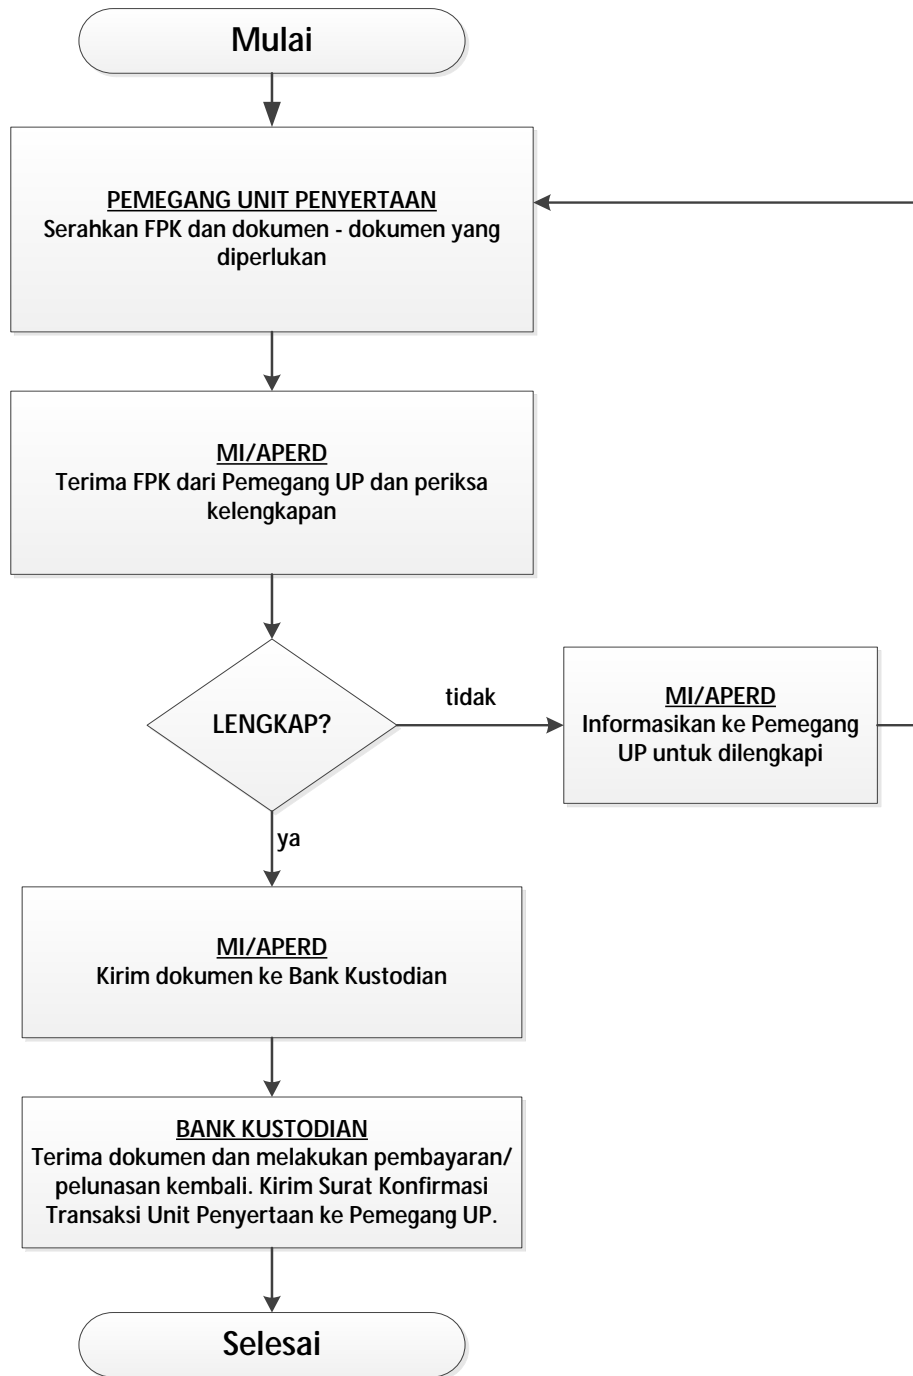 Mulai
PEMEGANG UNIT PENYERTAAN
Serahkan FPK dan dokumen - dokumen yang
diperlukan
MI/APERD
Terima FPK dari Pemegang UP dan periksa
kelengkapan
LENGKAP?
tidak
MI/APERD
Informasikan ke Pemegang
UP untuk dilengkapi
ya
MI/APERD
Kirim dokumen ke Bank Kustodian
BANK KUSTODIAN
Terima dokumen dan melakukan pembayaran/
pelunasan kembali. Kirim Surat Konfirmasi
Transaksi Unit Penyertaan ke Pemegang UP.
Selesai